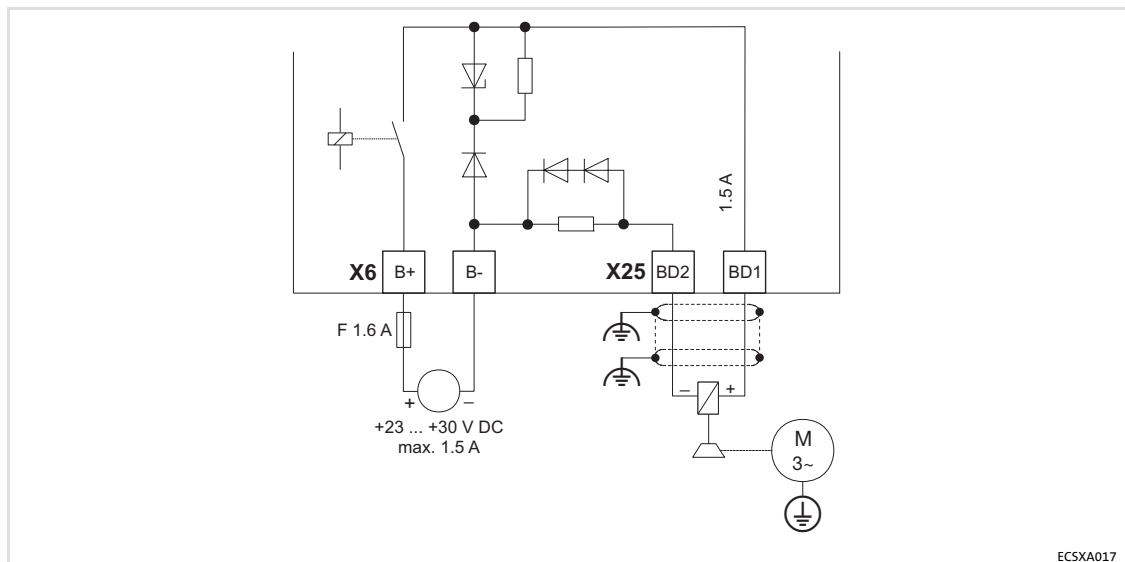 1.5 A
X6 B+ B- X25 BD2 BD1
F 1.6 A
+ –
– +
+23 ... +30 V DC
max. 1.5 A
M
3~
ECSXA017